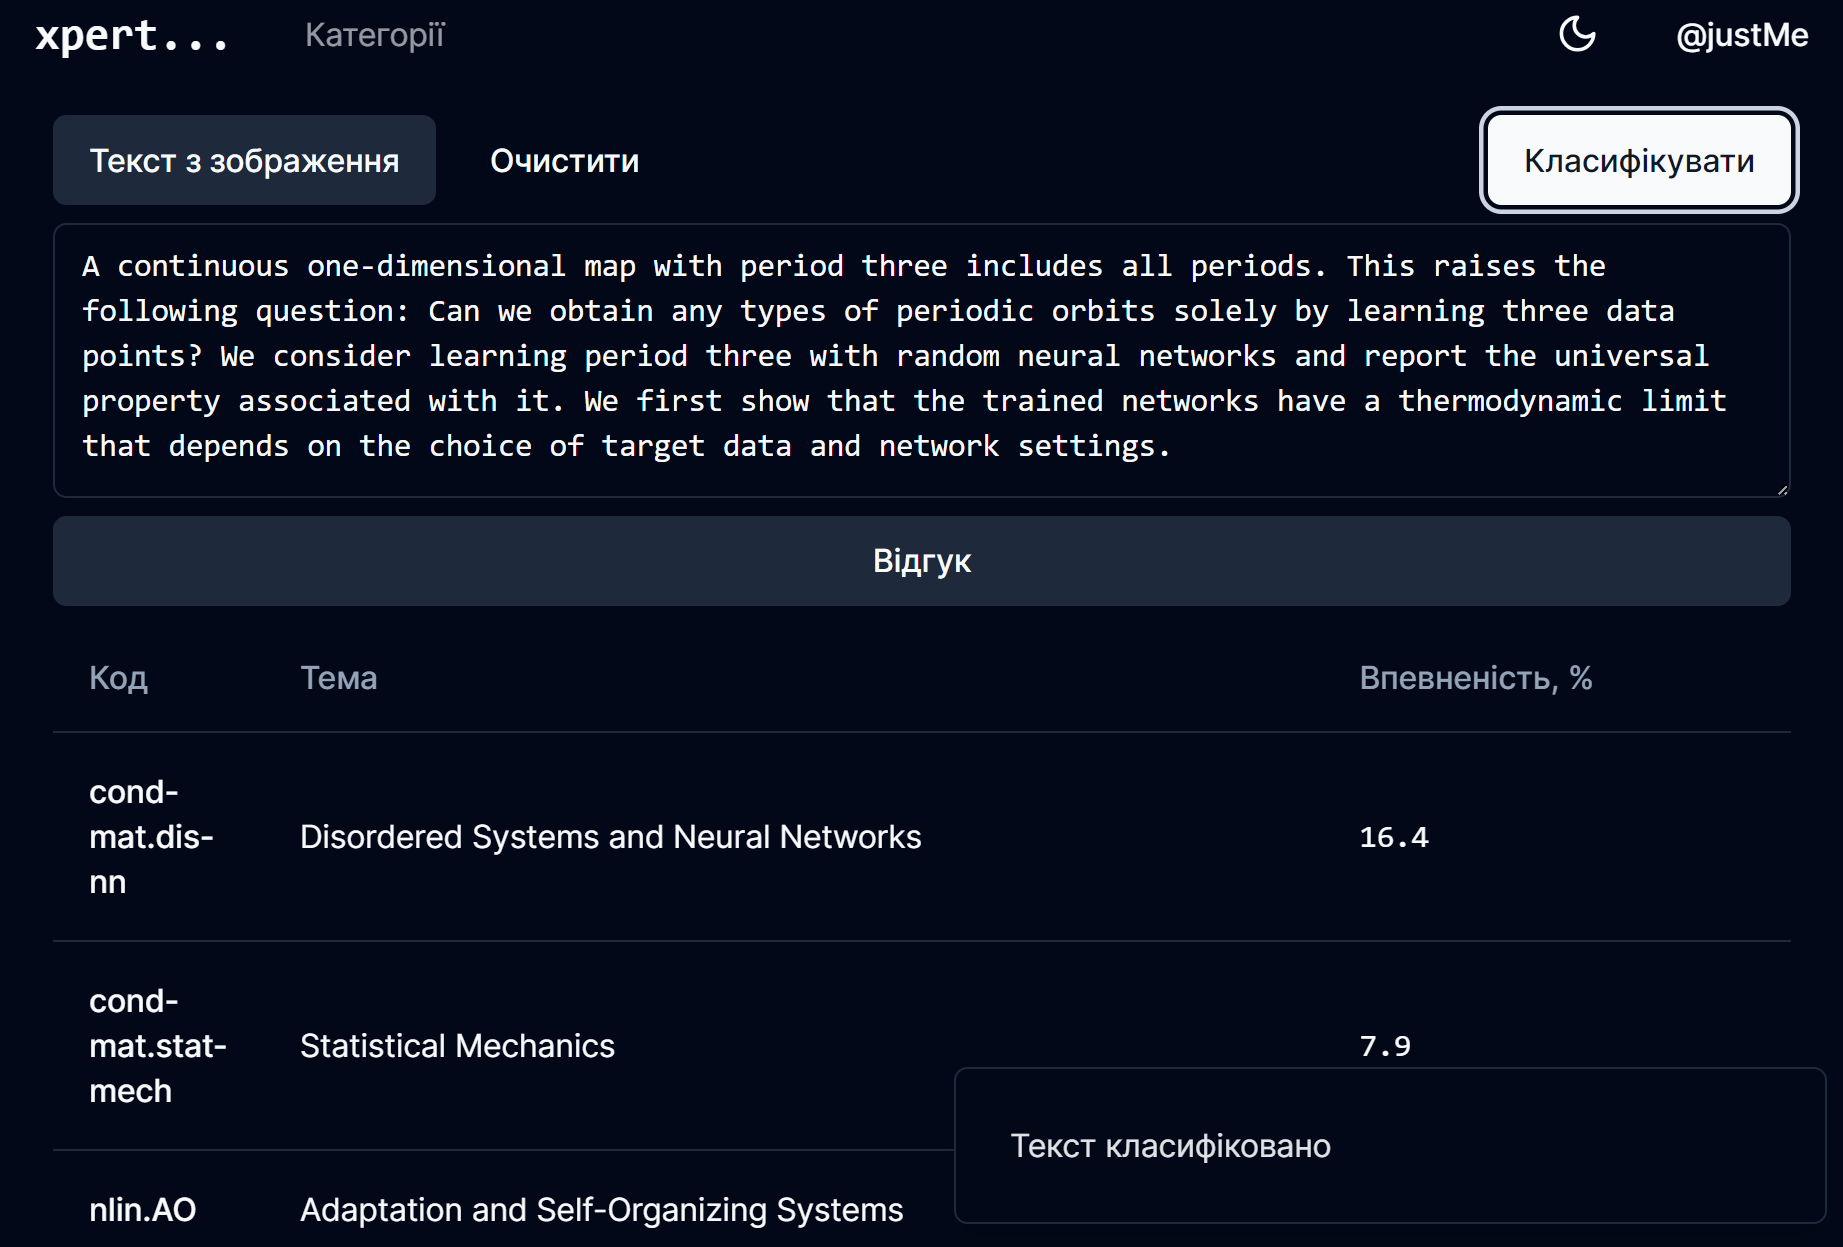 xpert...
Категорії
@justMe
Текст з зображення
Очистити
Класифікувати
A continuous one-dimensional map with period three includes all periods. This raises the
following question: Can we obtain any types of periodic orbits solely by learning three data
points? We consider learning period three with random neural networks and report the universal
property associated with it. We first show that the trained networks have a thermodynamic limit
that depends on the choice of target data and network settings.
Відгук
Код
Тема
Впевненість, %
cond-
mat.dis-
nn
Disordered Systems and Neural Networks
16.4
cond-
mat.stat-
mech
Statistical Mechanics
7.9
Текст класифіковано
nlin.AO
Adaptation and Self-Organizing Systems